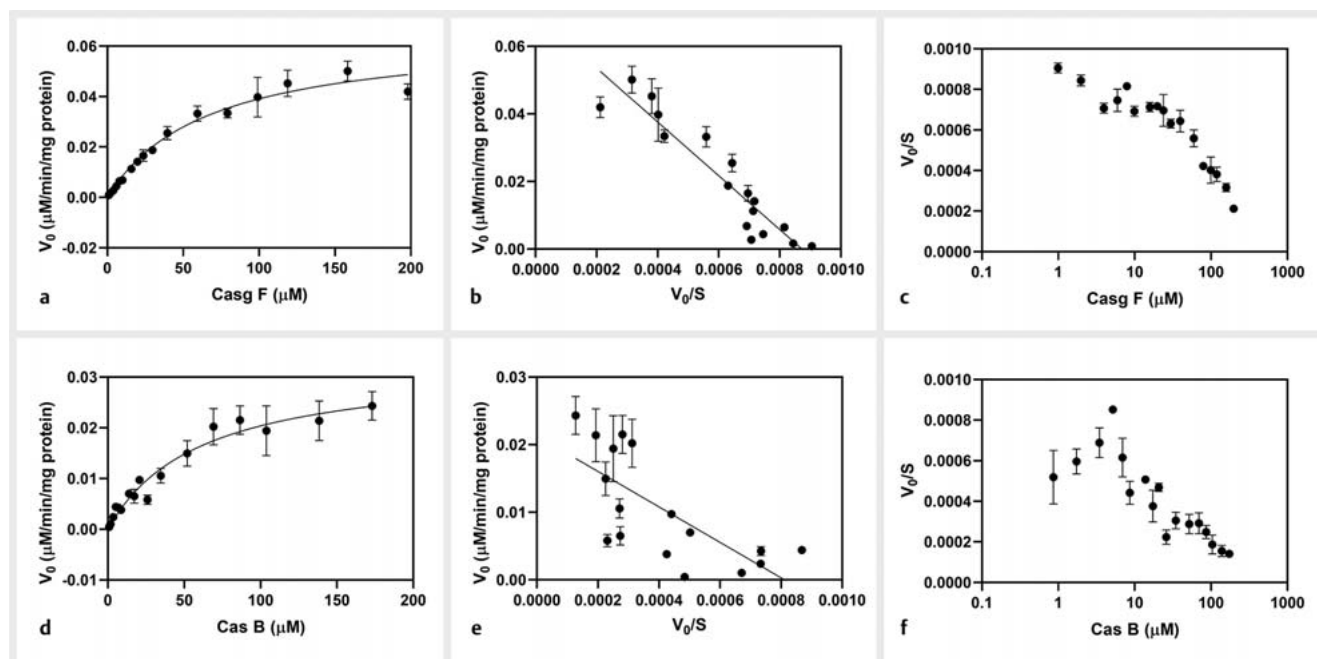 0.06
0.04
0.02
0.00
-0.02
V0 (μM/min/mg protein)
0 50 100 150 200
Casg F (μM)
a
0.06
0.04
0.02
0.00
V0 (μM/min/mg protein)
0.0000 0.0002 0.0004 0.0006 0.0008 0.0010
V0/S
b
0.0010
0.0008
0.0006
0.0004
0.0002
0.0000
V0/S
0.1 1 10 100 1000
Casg F (μM)
c
0.03
0.02
0.01
0.00
-0.01
V0 (μM/min/mg protein)
0 50 100 150 200
Cas B (μM)
d
0.03
0.02
0.01
0.00
V0 (μM/min/mg protein)
0.0000 0.0002 0.0004 0.0006 0.0008 0.0010
V0/S
e
0.0010
0.0008
0.0006
0.0004
0.0002
0.0000
V0/S
0.1 1 10 100 1000
Cas B (μM)
f